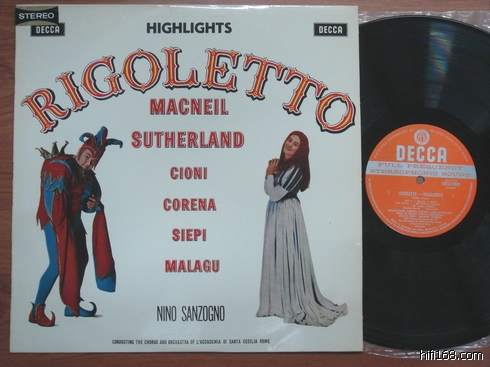 STEREO
DECCA
HIGHLIGHTS
DECCA
RIGOLETTO
MACNEIL
SUTHERLAND
CIONI
CORENA
SIEPI
MALAGU
NINO SANZOGNO
CONDUCTING THE CHORUS AND ORCHESTRA OF L'ACCADEMIA DI SANTA CECILIA ROME
DECCA
FULL FREQUENCY
STEREOPHONIC SOUND
RIGOLETTO — HIGHLIGHTS
hifi168.com